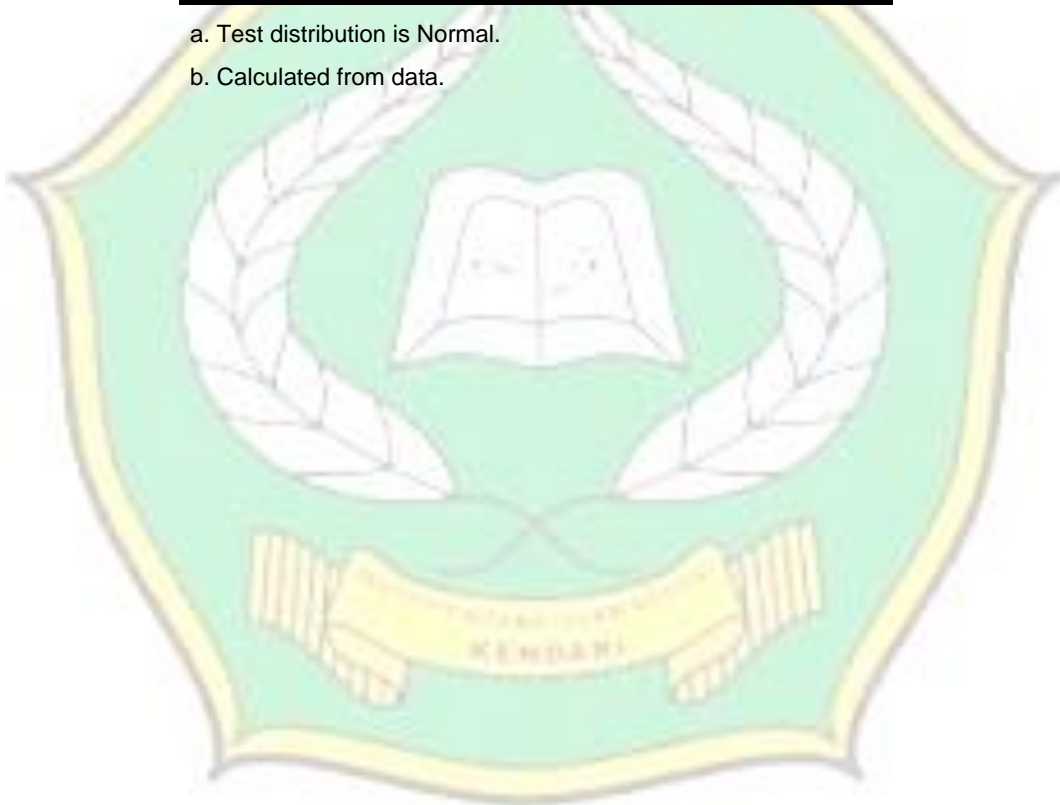 a. Test distribution is Normal.
b. Calculated from data.
KENDARI